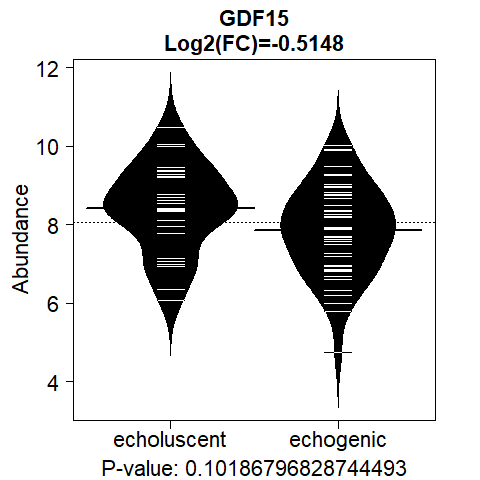 GDF15
Log2(FC)=-0.5148
12
10
8
6
4
Abundance
echoluscent echogenic
P-value: 0.10186796828744493